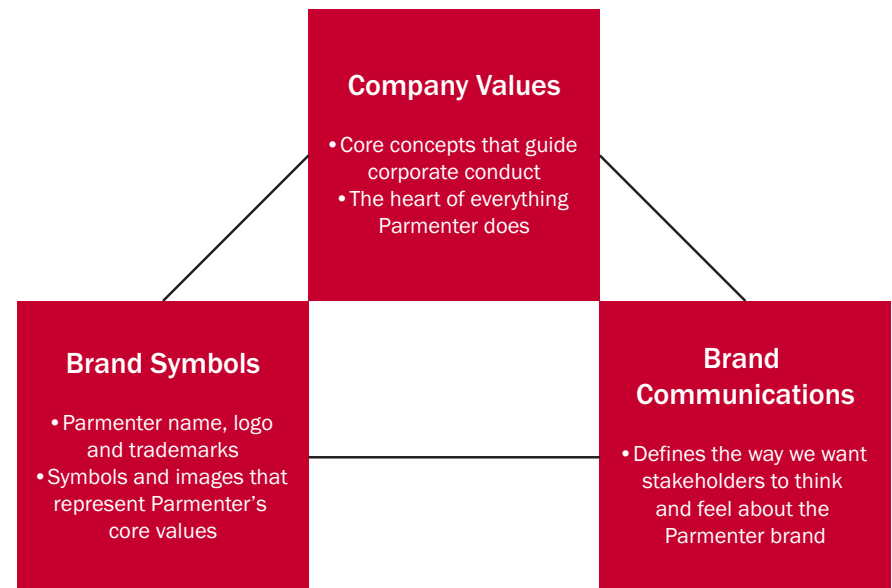 Company Values
•Core concepts that guide
corporate conduct
•The heart of everything
Parmenter does
Brand Symbols
•Parmenter name, logo
and trademarks
•Symbols and images that
represent Parmenter’s
core values
Brand
Communications
•Defines the way we want
stakeholders to think
and feel about the
Parmenter brand